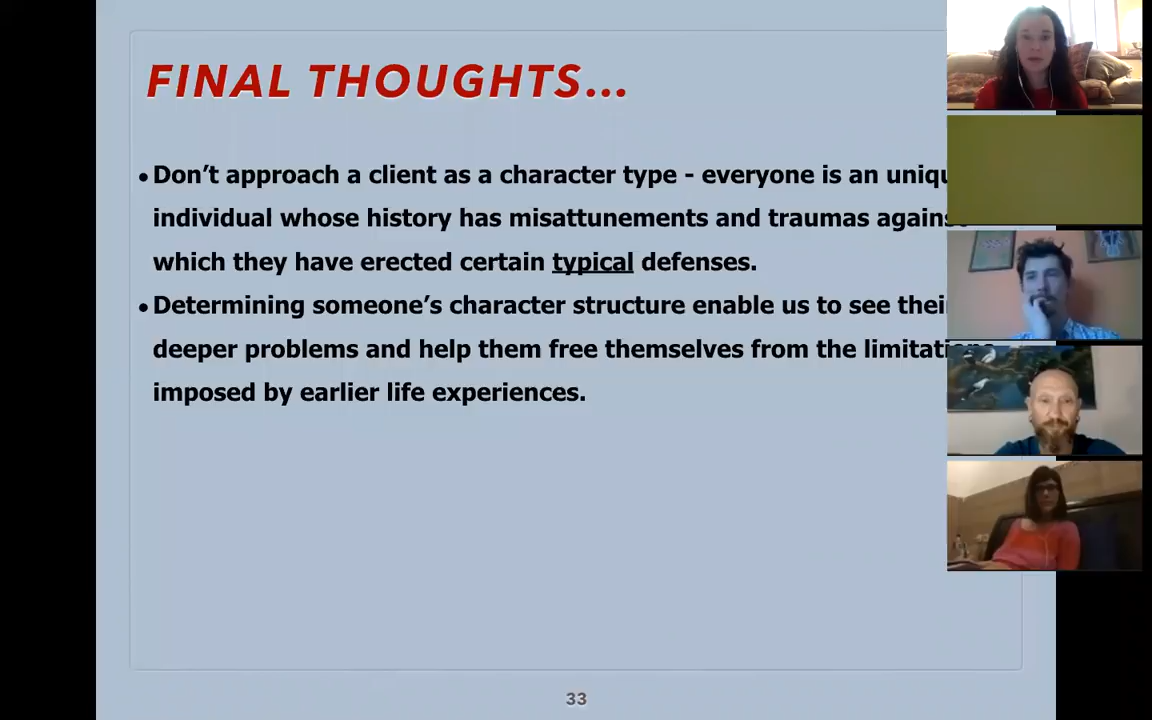 FINAL THOUGHTS...
•Don't approach a client as a character type - everyone is an
individual whose history has misattunements and traumas
which they have erected certain typical defenses.
•Determining someone's character structure enable us to see
deeper problems and help them free themselves from the
imposed by earlier life experiences.
33